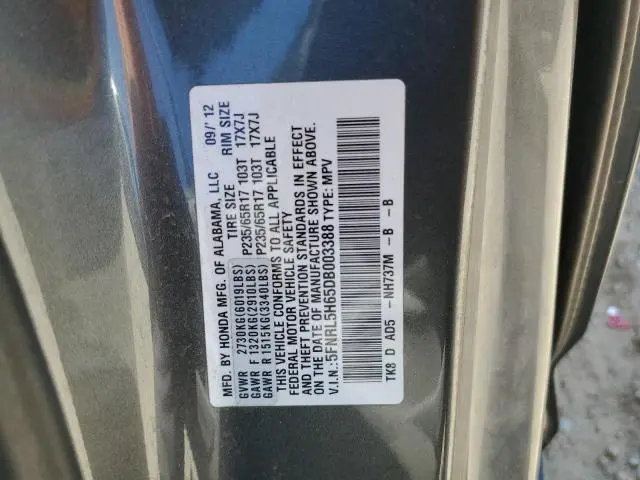 MFD. BY HONDA MFG. OF ALABAMA, LLC 09/'12
TIRE SIZE RIM SIZE
GVWR 2730KG(6019LBS)
GAWR F 1320KG(2910LBS) P235/65R17 103T 17X7J
GAWR R 1515KG(3340LBS) P235/65R17 103T 17X7J
THIS VEHICLE CONFORMS TO ALL APPLICABLE
FEDERAL MOTOR VEHICLE SAFETY
AND THEFT PREVENTION STANDARDS IN EFFECT
ON THE DATE OF MANUFACTURE SHOWN ABOVE.
V.I.N.:5FNRL5H65DB003388 TYPE: MPV
TK8 D AD5 -NH737M -B -B